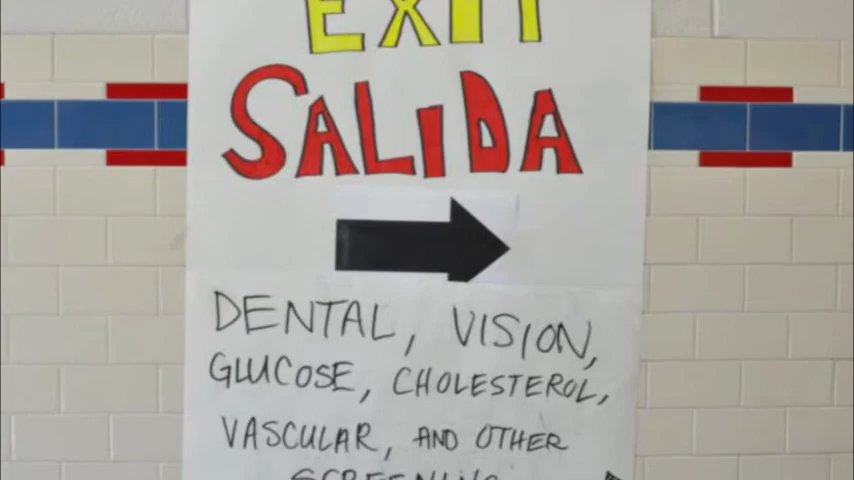 EXIT
SALIDA
DENTAL, VISION,
GLUCOSE, CHOLESTEROL,
VASCULAR, AND OTHER